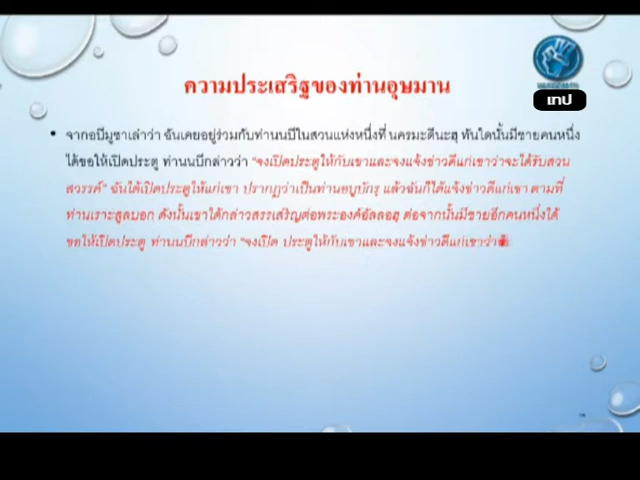 ความประเสริฐของท่านอุษมาน
เทป
• จากอบีมูซาเล่าว่า ฉันเคยอยู่ร่วมกับท่านนบีในสวนแห่งหนึ่งที่ นครมะดีนะฮฺ ทันใดนั้นมีชายคนหนึ่ง
ได้ขอให้เปิดประตู ท่านนบีกล่าวว่า "จงเปิดประตูให้กับเขาและจงแจ้งข่าวดีแก่เขาว่าจะได้รับสวน
สวรรค์" ฉันได้เปิดประตูให้แก่เขา ปรากฏว่าเป็นท่านอบูบักรฺ แล้วฉันก็ได้แจ้งข่าวดีแก่เขา ตามที่
ท่านเราะสูลบอก ดังนั้นเขาได้กล่าวสรรเสริญต่อพระองค์อัลลอฮฺ ต่อจากนั้นมีชายอีกคนหนึ่งได้
ขอให้เปิดประตู ท่านนบีกล่าวว่า "จงเปิด ประตูให้กับเขาและจงแจ้งข่าวดีแก่เขาว่า